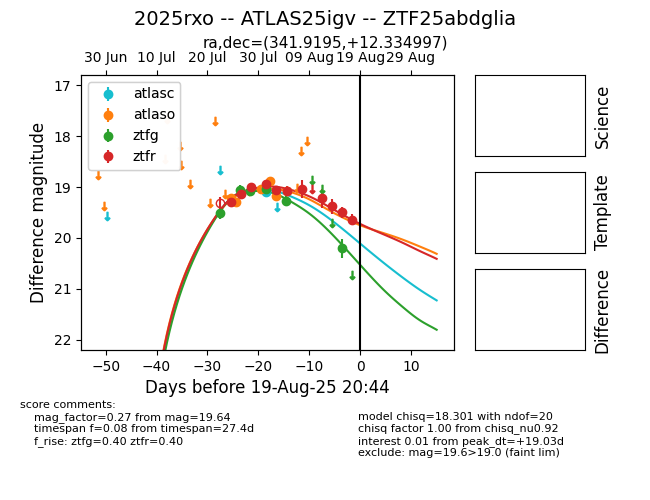 2025rxo -- ATLAS25igv -- ZTF25abdglia
ra,dec=(341.9195,+12.334997)
30 Jun 10 Jul 20 Jul 30 Jul 09 Aug 19 Aug 29 Aug
atlasc
atlaso
ztfg
ztfr
17
18
19
20
21
22
Difference magnitude
−50 −40 −30 −20 −10 0 10
Days before 19-Aug-25 20:44
Science
Template
Difference
score comments:
mag_factor=0.27 from mag=19.64
timespan f=0.08 from timespan=27.4d
f_rise: ztfg=0.40 ztfr=0.40
model chisq=18.301 with ndof=20
chisq factor 1.00 from chisq_nu0.92
interest 0.01 from peak_dt=+19.03d
exclude: mag=19.6>19.0 (faint lim)